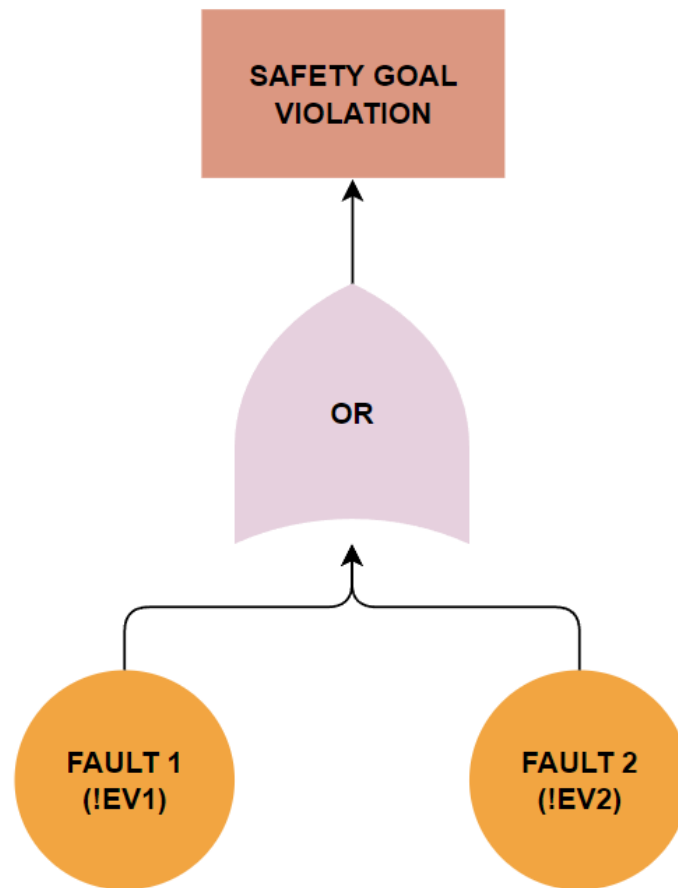 SAFETY GOAL
VIOLATION
OR
FAULT 1
(!EV1)
FAULT 2
(!EV2)